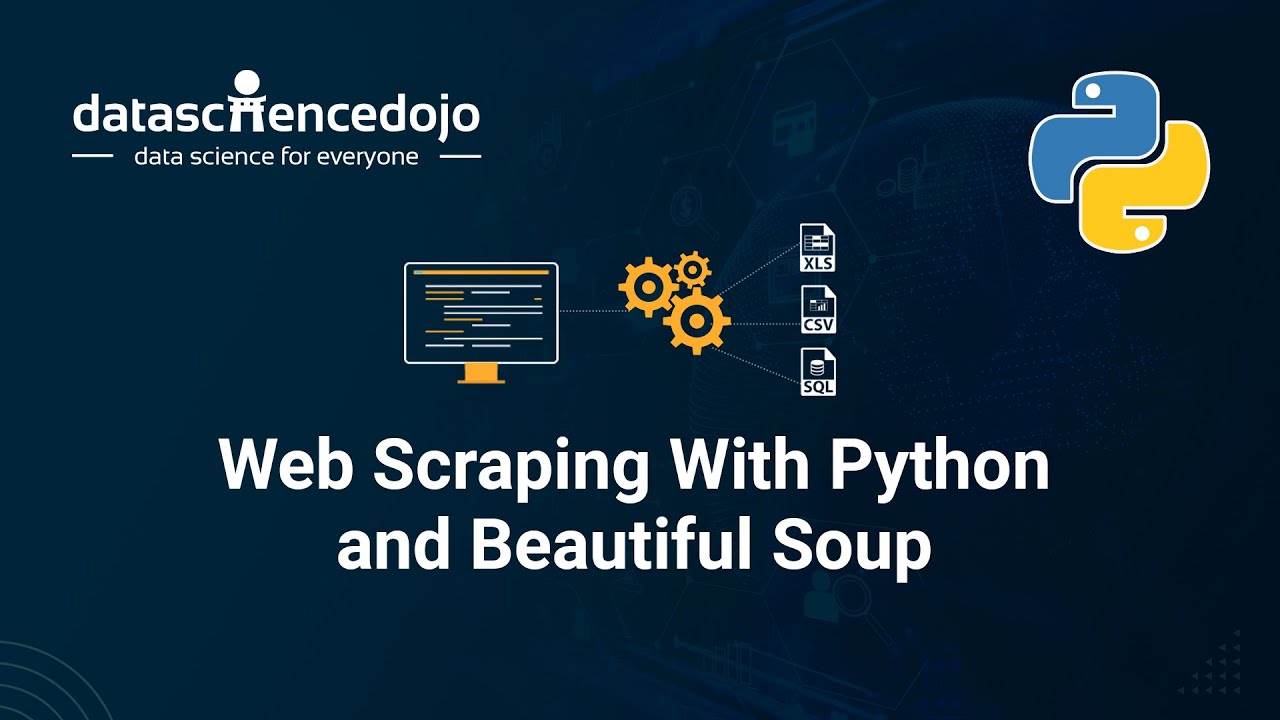 datasciencedojo
data science for everyone
XLS
CSV
SQL
Web Scraping With Python
and Beautiful Soup